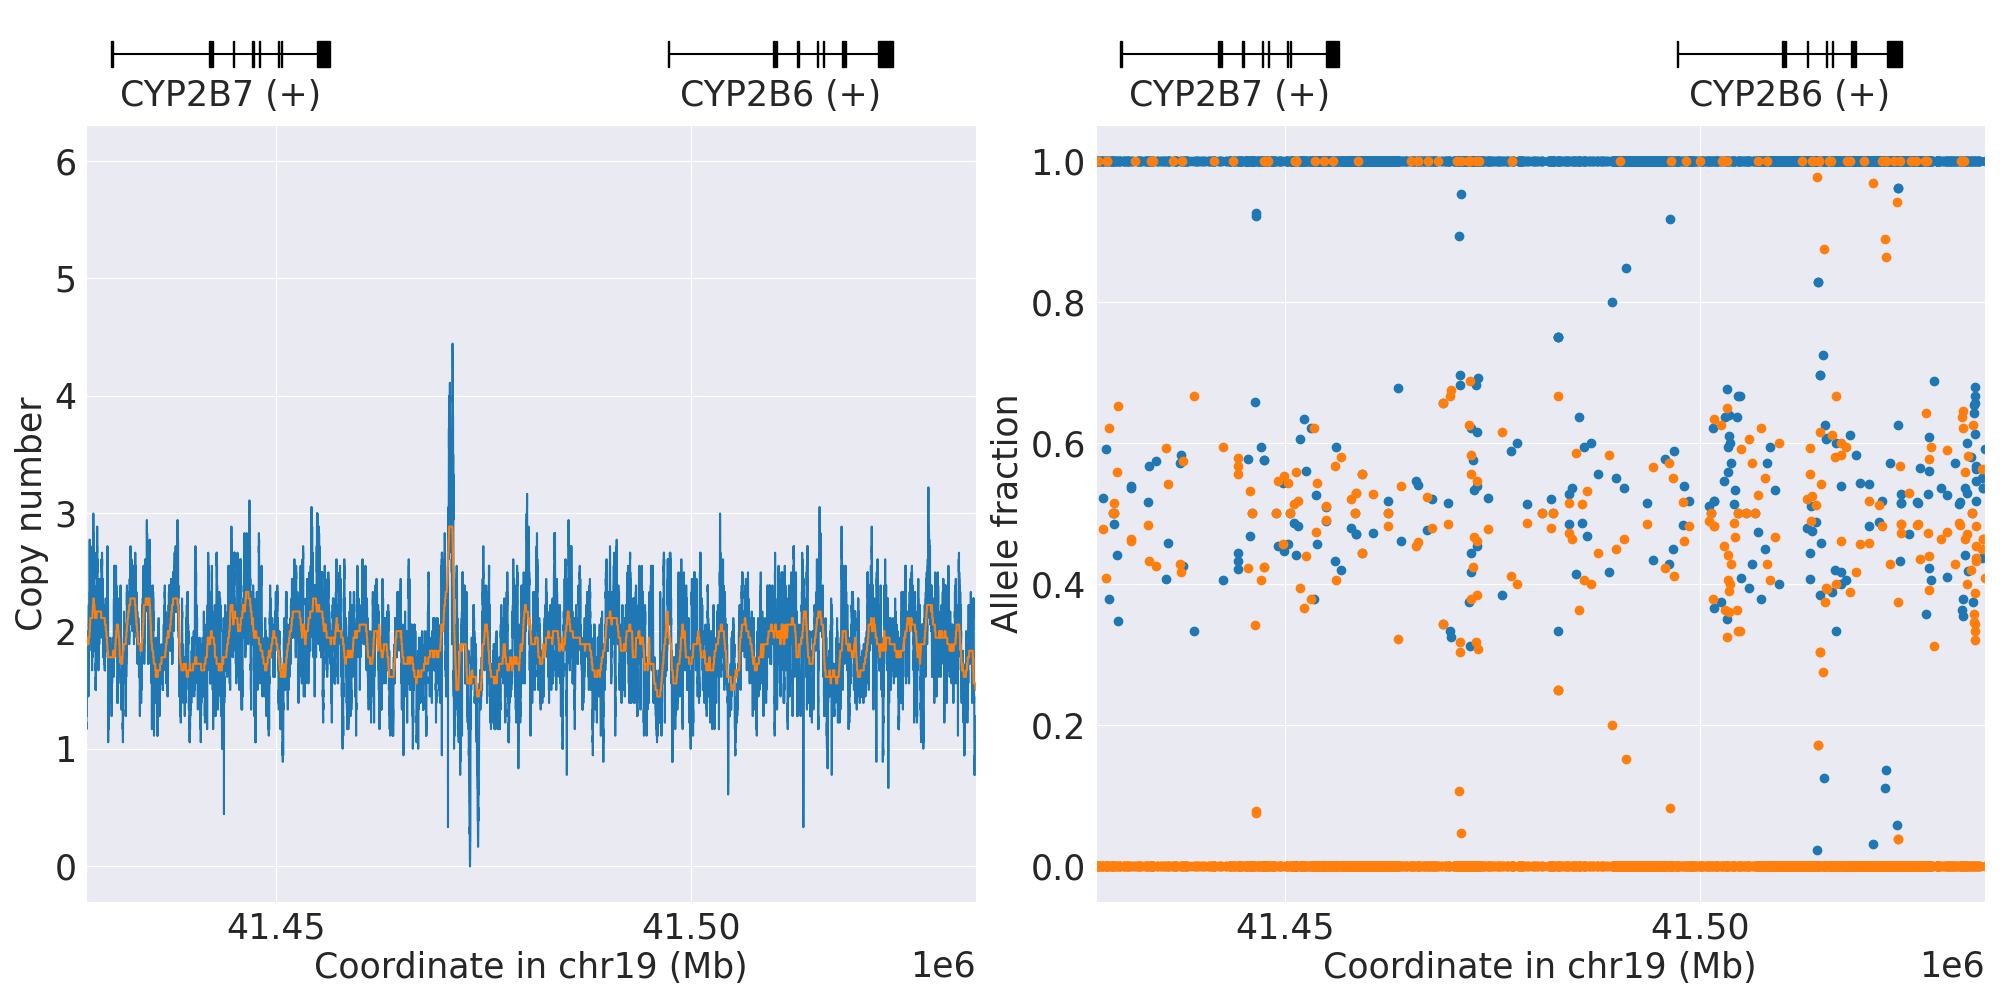 CYP2B7 (+)
CYP2B6 (+)
CYP2B7 (+)
CYP2B6 (+)
6
5
4
3
2
1
0
Copy number
41.45
41.50
Coordinate in chr19 (Mb)
1e6
1.0
0.8
0.6
0.4
0.2
0.0
Allele fraction
41.45
41.50
Coordinate in chr19 (Mb)
1e6